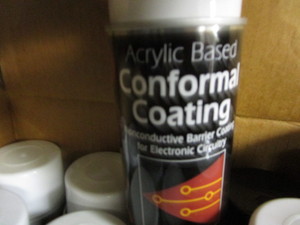 Acrylic Based
Conformal
Coating
Nonconductive Barrier Coating
for Electronic Circuitry